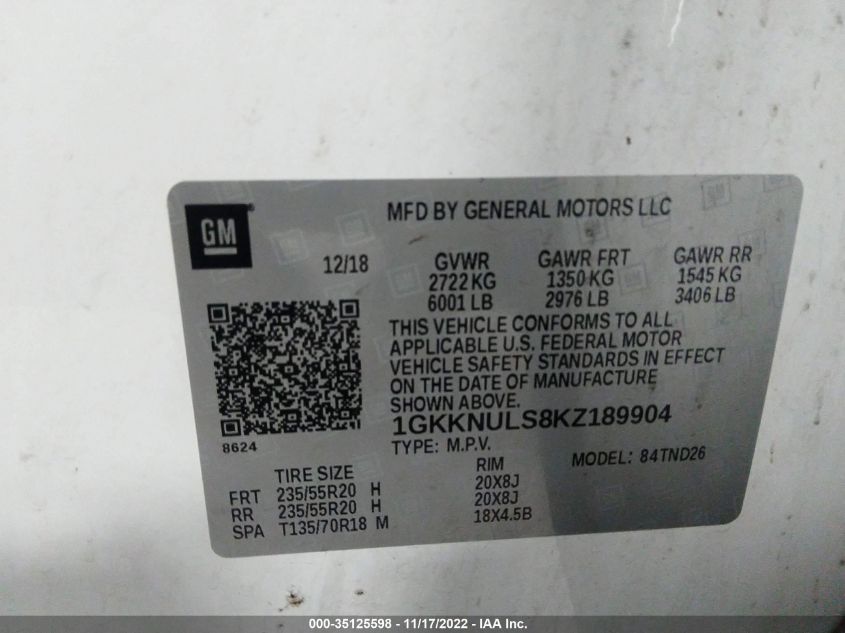 GM
MFD BY GENERAL MOTORS LLC
12/18 GVWR GAWR FRT GAWR RR
2722 KG 1350 KG 1545 KG
6001 LB 2976 LB 3406 LB
THIS VEHICLE CONFORMS TO ALL
APPLICABLE U.S. FEDERAL MOTOR
VEHICLE SAFETY STANDARDS IN EFFECT
ON THE DATE OF MANUFACTURE
SHOWN ABOVE.
1GKKNULS8KZ189904
8624
TYPE: M.P.V. MODEL: 84TND26
TIRE SIZE RIM
FRT 235/55R20 H 20X8J
RR 235/55R20 H 20X8J
SPA T135/70R18 M 18X4.5B
000-35125598 - 11/17/2022 - IAA Inc.